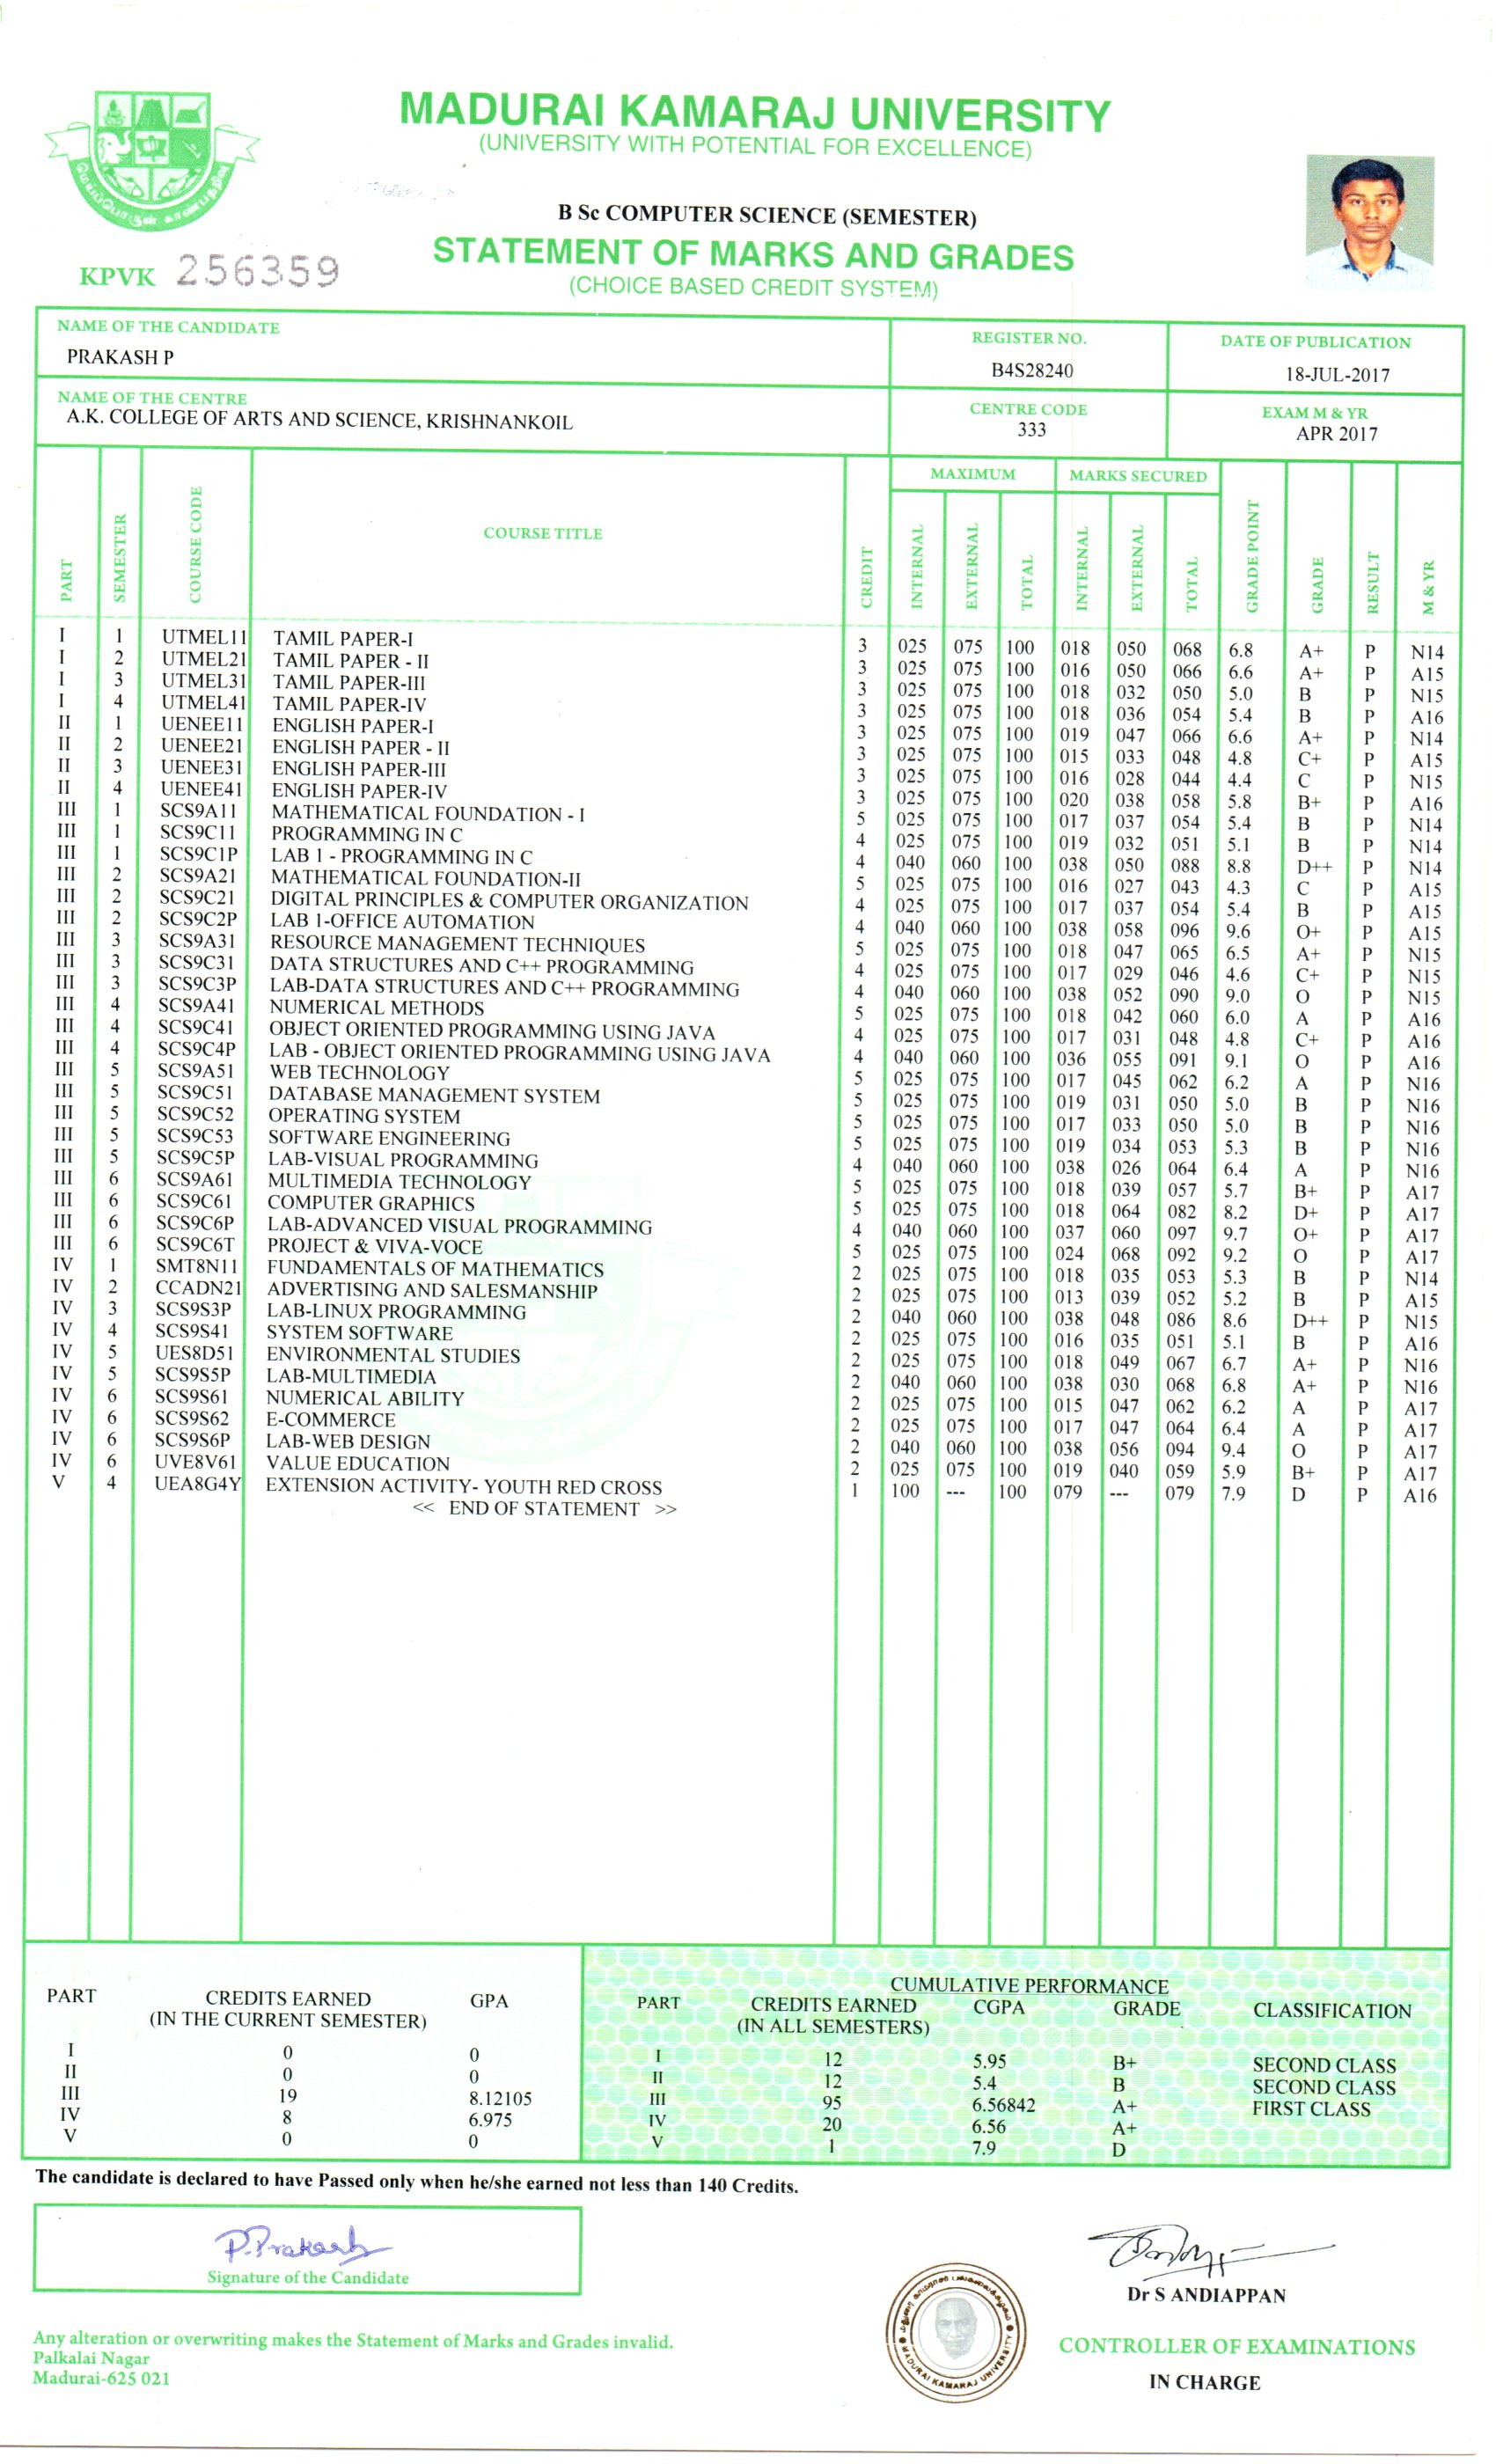 MADURAI KAMARAJ UNIVERSITY
(UNIVERSITY WITH POTENTIAL FOR EXCELLENCE)
B Sc COMPUTER SCIENCE (SEMESTER)
STATEMENT OF MARKS AND GRADES
(CHOICE BASED CREDIT SYSTEM)
KPVK 256359
NAME OF THE CANDIDATE REGISTER NO. DATE OF PUBLICATION
PRAKASH P B4S28240 18-JUL-2017
NAME OF THE CENTRE CENTRE CODE EXAM M & YR
A.K. COLLEGE OF ARTS AND SCIENCE, KRISHNANKOIL 333 APR 2017
MAXIMUM MARKS SECURED
PART SEMESTER COURSE CODE COURSE TITLE CREDIT INTERNAL EXTERNAL TOTAL INTERNAL EXTERNAL TOTAL GRADE POINT GRADE RESULT M & YR
I 1 UTMEL11 TAMIL PAPER-I 3 025 075 100 018 050 068 6.8 A+ P N14
I 2 UTMEL21 TAMIL PAPER - II 3 025 075 100 016 050 066 6.6 A+ P A15
I 3 UTMEL31 TAMIL PAPER-III 3 025 075 100 018 032 050 5.0 B P N15
I 4 UTMEL41 TAMIL PAPER-IV 3 025 075 100 018 036 054 5.4 B P A16
II 1 UENEE11 ENGLISH PAPER-I 3 025 075 100 019 047 066 6.6 A+ P N14
II 2 UENEE21 ENGLISH PAPER - II 3 025 075 100 015 033 048 4.8 C+ P A15
II 3 UENEE31 ENGLISH PAPER-III 3 025 075 100 016 028 044 4.4 C P N15
II 4 UENEE41 ENGLISH PAPER-IV 3 025 075 100 020 038 058 5.8 B+ P A16
III 1 SCS9A11 MATHEMATICAL FOUNDATION - I 5 025 075 100 017 037 054 5.4 B P N14
III 1 SCS9C11 PROGRAMMING IN C 4 025 075 100 019 032 051 5.1 B P N14
III 1 SCS9C1P LAB 1 - PROGRAMMING IN C 4 040 060 100 038 050 088 8.8 D++ P N14
III 2 SCS9A21 MATHEMATICAL FOUNDATION-II 5 025 075 100 016 027 043 4.3 C P A15
III 2 SCS9C21 DIGITAL PRINCIPLES & COMPUTER ORGANIZATION 4 025 075 100 017 037 054 5.4 B P A15
III 2 SCS9C2P LAB 1-OFFICE AUTOMATION 4 040 060 100 038 058 096 9.6 O+ P A15
III 3 SCS9A31 RESOURCE MANAGEMENT TECHNIQUES 5 025 075 100 018 047 065 6.5 A+ P N15
III 3 SCS9C31 DATA STRUCTURES AND C++ PROGRAMMING 4 025 075 100 017 029 046 4.6 C+ P N15
III 3 SCS9C3P LAB-DATA STRUCTURES AND C++ PROGRAMMING 4 040 060 100 038 052 090 9.0 O P N15
III 4 SCS9A41 NUMERICAL METHODS 5 025 075 100 018 042 060 6.0 A P A16
III 4 SCS9C41 OBJECT ORIENTED PROGRAMMING USING JAVA 4 025 075 100 017 031 048 4.8 C+ P A16
III 4 SCS9C4P LAB - OBJECT ORIENTED PROGRAMMING USING JAVA 4 040 060 100 036 055 091 9.1 O P A16
III 5 SCS9A51 WEB TECHNOLOGY 5 025 075 100 017 045 062 6.2 A P N16
III 5 SCS9C51 DATABASE MANAGEMENT SYSTEM 5 025 075 100 019 031 050 5.0 B P N16
III 5 SCS9C52 OPERATING SYSTEM 5 025 075 100 017 033 050 5.0 B P N16
III 5 SCS9C53 SOFTWARE ENGINEERING 5 025 075 100 019 034 053 5.3 B P N16
III 5 SCS9C5P LAB-VISUAL PROGRAMMING 4 040 060 100 038 026 064 6.4 A P N16
III 6 SCS9A61 MULTIMEDIA TECHNOLOGY 5 025 075 100 018 039 057 5.7 B+ P A17
III 6 SCS9C61 COMPUTER GRAPHICS 5 025 075 100 018 064 082 8.2 D+ P A17
III 6 SCS9C6P LAB-ADVANCED VISUAL PROGRAMMING 4 040 060 100 037 060 097 9.7 O+ P A17
III 6 SCS9C6T PROJECT & VIVA-VOCE 5 025 075 100 024 068 092 9.2 O P A17
IV 1 SMT8N11 FUNDAMENTALS OF MATHEMATICS 2 025 075 100 018 035 053 5.3 B P N14
IV 2 CCADN21 ADVERTISING AND SALESMANSHIP 2 025 075 100 013 039 052 5.2 B P A15
IV 3 SCS9S3P LAB-LINUX PROGRAMMING 2 040 060 100 038 048 086 8.6 D++ P N15
IV 4 SCS9S41 SYSTEM SOFTWARE 2 025 075 100 016 035 051 5.1 B P A16
IV 5 UES8D51 ENVIRONMENTAL STUDIES 2 025 075 100 018 049 067 6.7 A+ P N16
IV 5 SCS9S5P LAB-MULTIMEDIA 2 040 060 100 038 030 068 6.8 A+ P N16
IV 6 SCS9S61 NUMERICAL ABILITY 2 025 075 100 015 047 062 6.2 A P A17
IV 6 SCS9S62 E-COMMERCE 2 025 075 100 017 047 064 6.4 A P A17
IV 6 SCS9S6P LAB-WEB DESIGN 2 040 060 100 038 056 094 9.4 O P A17
IV 6 UVE8V61 VALUE EDUCATION 2 025 075 100 019 040 059 5.9 B+ P A17
V 4 UEA8G4Y EXTENSION ACTIVITY- YOUTH RED CROSS 1 100 --- 100 079 --- 079 7.9 D P A16
<< END OF STATEMENT >>
PART CREDITS EARNED (IN THE CURRENT SEMESTER) GPA
I 0 0
II 0 0
III 19 8.12105
IV 8 6.975
V 0 0
CUMULATIVE PERFORMANCE
PART CREDITS EARNED (IN ALL SEMESTERS) CGPA GRADE CLASSIFICATION
I 12 5.95 B+ SECOND CLASS
II 12 5.4 B SECOND CLASS
III 95 6.56842 A+ FIRST CLASS
IV 20 6.56 A+
V 1 7.9 D
The candidate is declared to have Passed only when he/she earned not less than 140 Credits.
P.Prakash
Signature of the Candidate
Dr S ANDIAPPAN
Any alteration or overwriting makes the Statement of Marks and Grades invalid.
Palkalai Nagar
Madurai-625 021
MADURAI KAMARAJ UNIVERSITY
CONTROLLER OF EXAMINATIONS
IN CHARGE